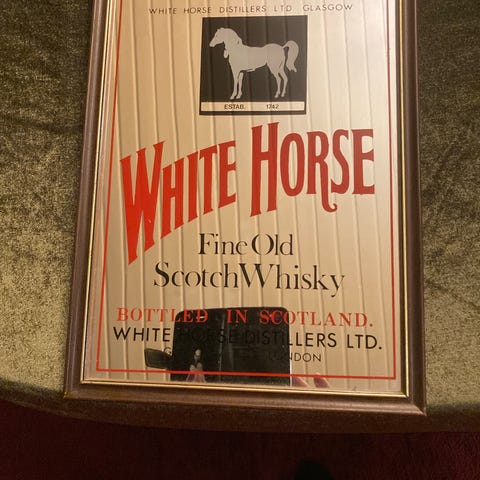 WHITE HORSE DISTILLERS LTD GLASGOW
ESTAB. 1742
WHITE HORSE
Fine Old
Scotch Whisky
BOTTLED IN SCOTLAND.
WHITE HORSE DISTILLERS LTD.
LONDON